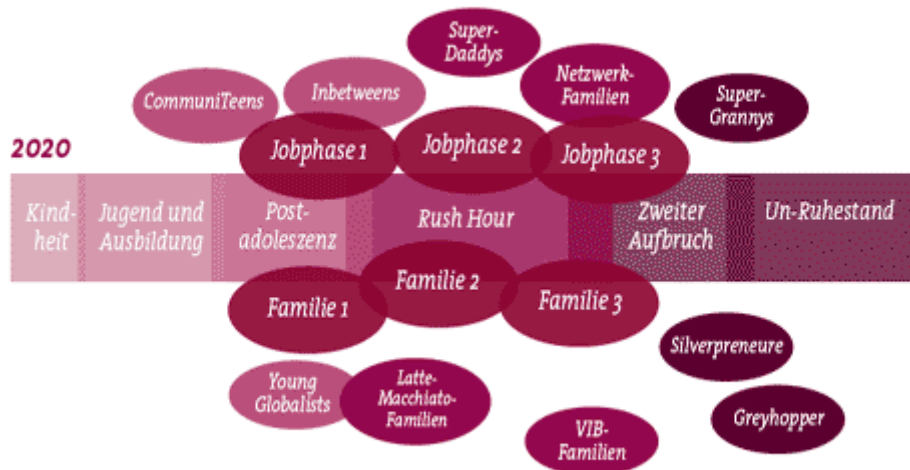 Super-
Daddys
Netzwerk-
Familien
CommuniTeens
Inbetweens
Super-
Grannys
2020
Jobphase 1
Jobphase 2
Jobphase 3
Kind-
heit
Jugend und
Ausbildung
Post-
adoleszenz
Rush Hour
Zweiter
Aufbruch
Un-Ruhestand
Familie 1
Familie 2
Familie 3
Silverpreneure
Young
Globalists
Latte-
Macchiato-
Familien
VIB-
Familien
Greyhopper